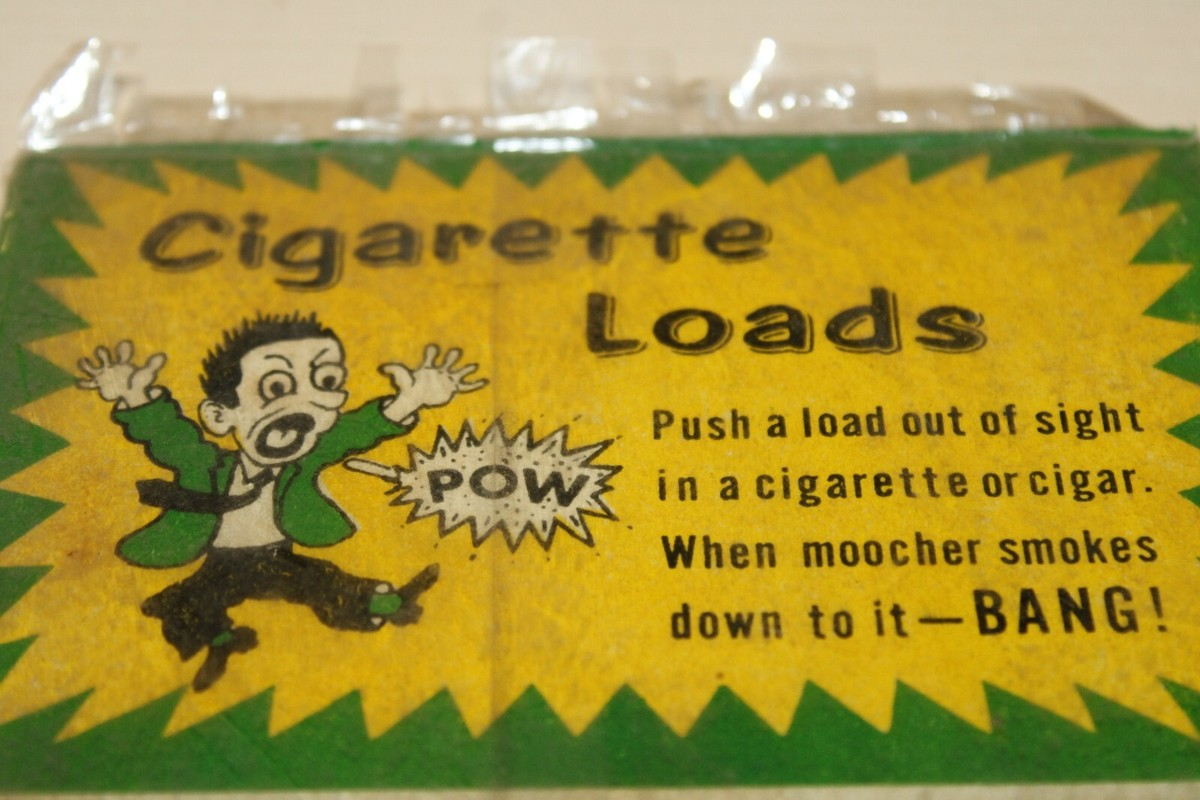 Cigarette
Loads
POW
Push a load out of sight
in a cigarette or cigar.
When moocher smokes
down to it—BANG!